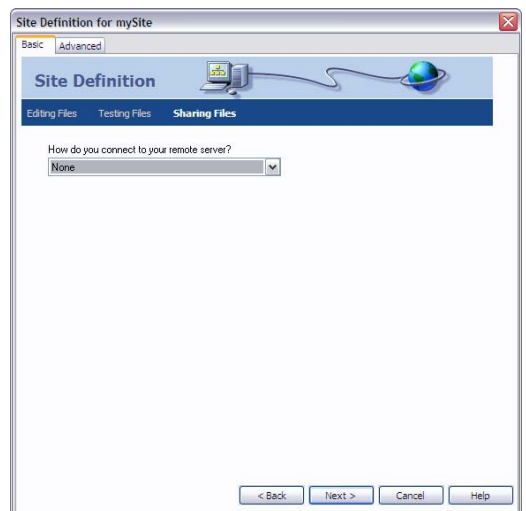 Site Definition for mySite
Basic Advanced
Site Definition
Editing Files Testing Files Sharing Files
How do you connect to your remote server?
None
< Back Next > Cancel Help